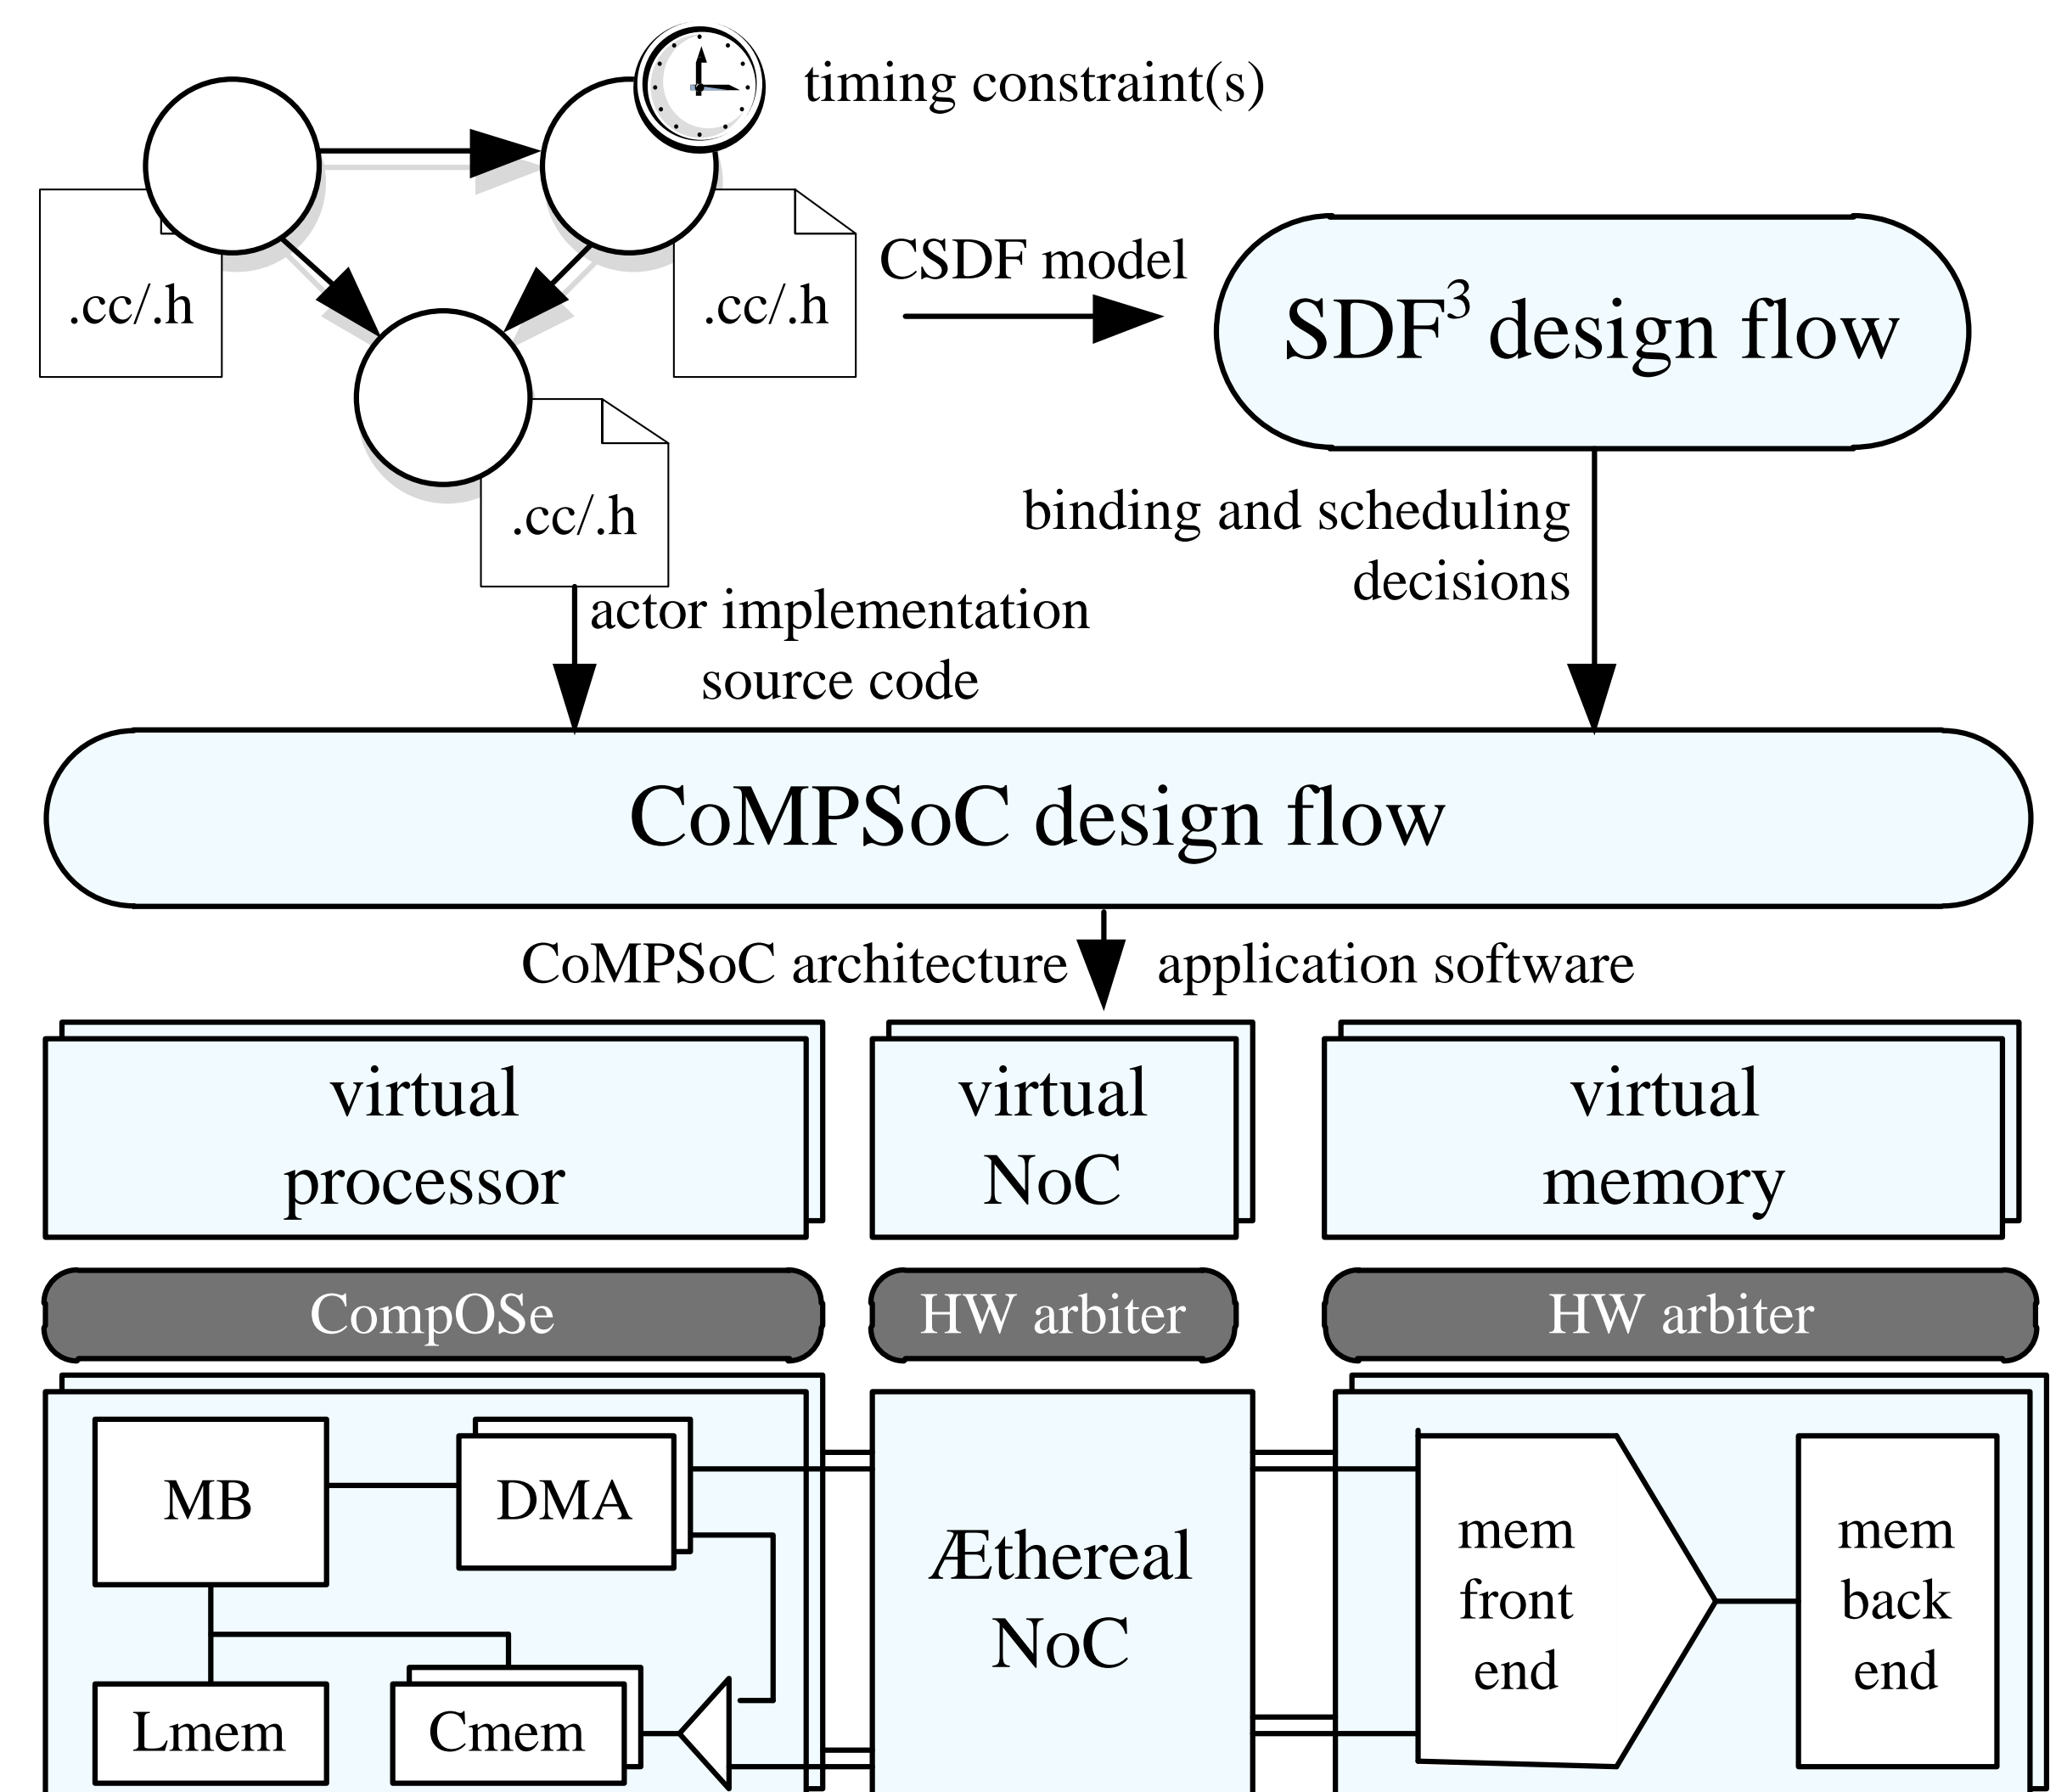 timing constraint(s)
.cc/.h
.cc/.h
CSDF model
SDF³ design flow
.cc/.h
binding and scheduling
decisions
actor implementation
source code
CoMPSoC design flow
CoMPSoC architecture
application software
virtual
processor
virtual
NoC
virtual
memory
CompOSe
HW arbiter
HW arbiter
MB
DMA
Lmem
Cmem
Æthereal
NoC
mem
front
end
mem
back
end